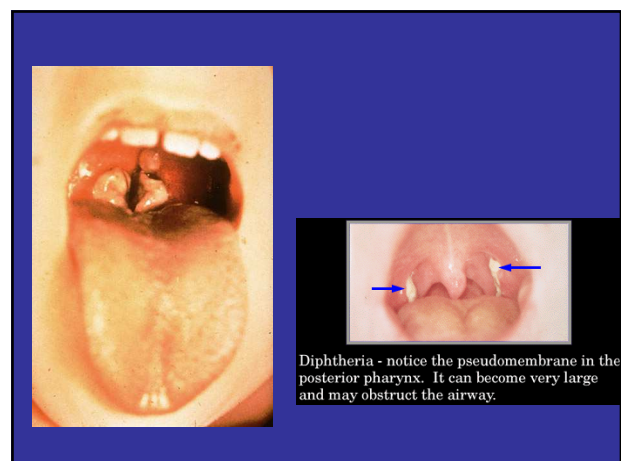 Diphtheria - notice the pseudomembrane in the
posterior pharynx. It can become very large
and may obstruct the airway.